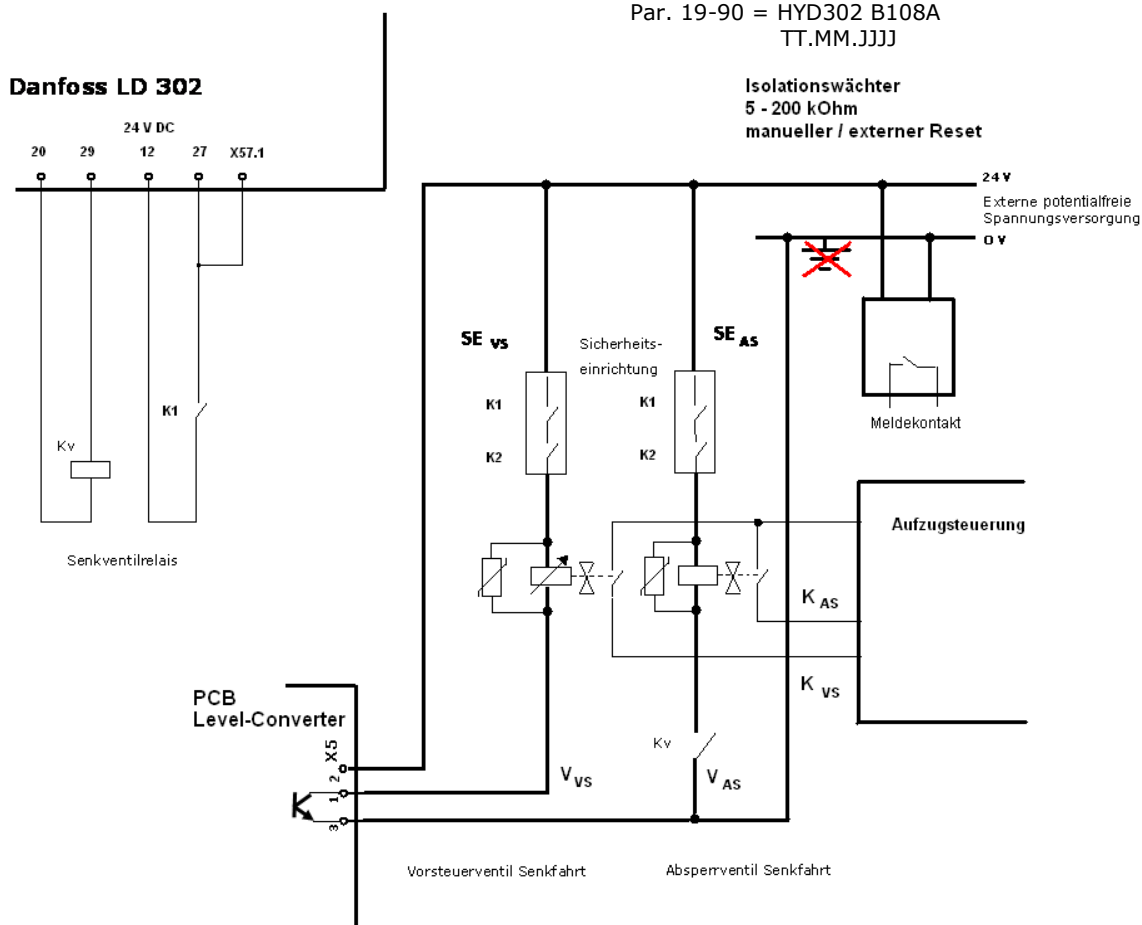 Par. 19-90 = HYD302 B108A
TT.MM.JJJJ
Danfoss LD 302
Isolationswächter
5 - 200 kOhm
manueller / externer Reset
24 V DC
20 29 12 27 X57.1
24 V
Externe potentialfreie
Spannungsversorgung
0 V
SE VS
Sicherheits-
einrichtung
SE AS
K1
K2
K1
K2
K1
Meldekontakt
Kv
Aufzugsteuerung
Senkventilrelais
K AS
K VS
PCB
Level-Converter
X5
2
1
3
Kv
V VS
V AS
Vorsteuerventil Senkfahrt
Absperrventil Senkfahrt